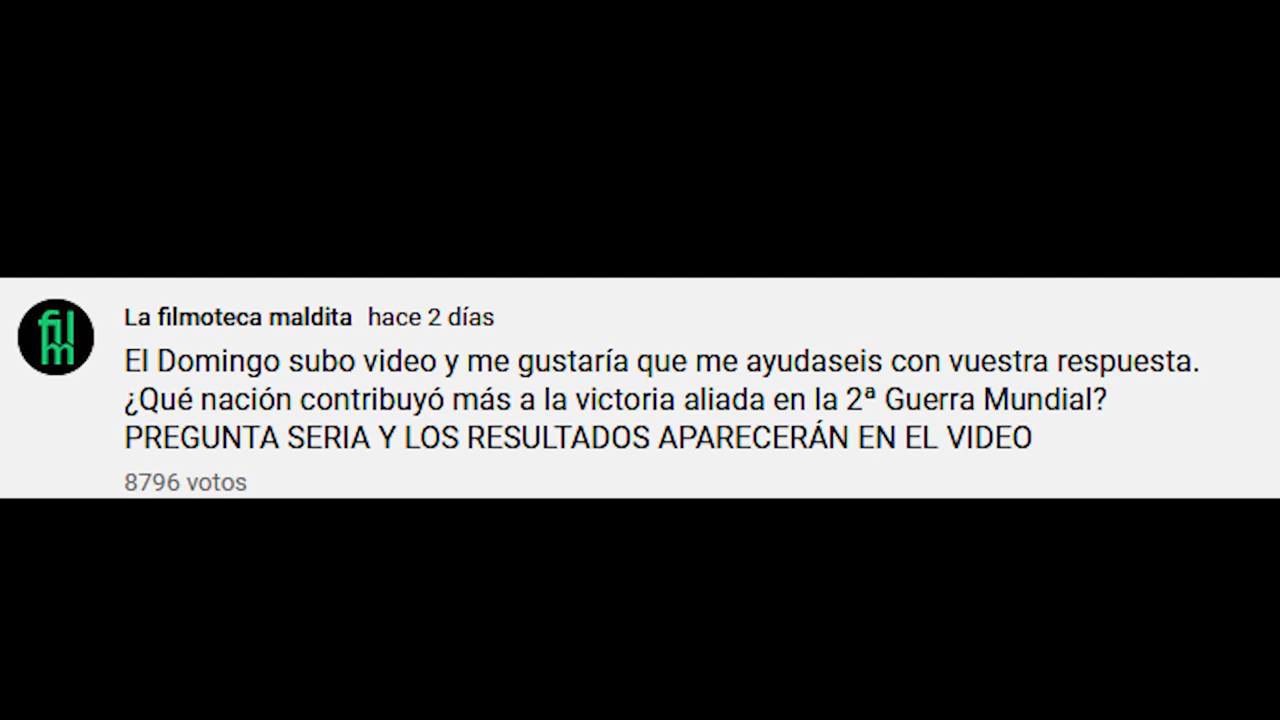 fil
m
La filmoteca maldita hace 2 días
El Domingo subo video y me gustaría que me ayudaseis con vuestra respuesta.
¿Qué nación contribuyó más a la victoria aliada en la 2ª Guerra Mundial?
PREGUNTA SERIA Y LOS RESULTADOS APARECERÁN EN EL VIDEO
8796 votos